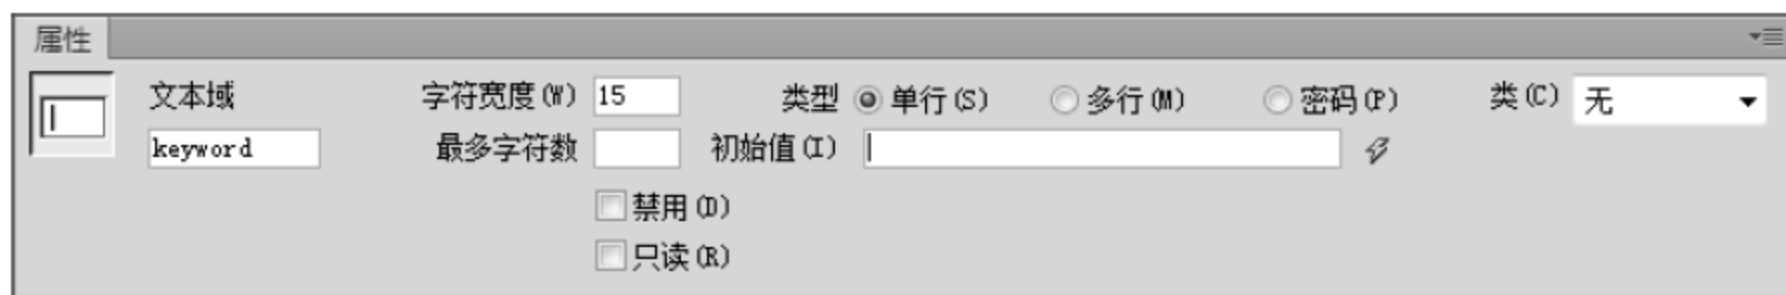 属性
文本域 字符宽度(W) 15 类型 单行(S) 多行(M) 密码(P) 类(C) 无
keyword 最多字符数 初始值(I)
禁用(D)
只读(R)